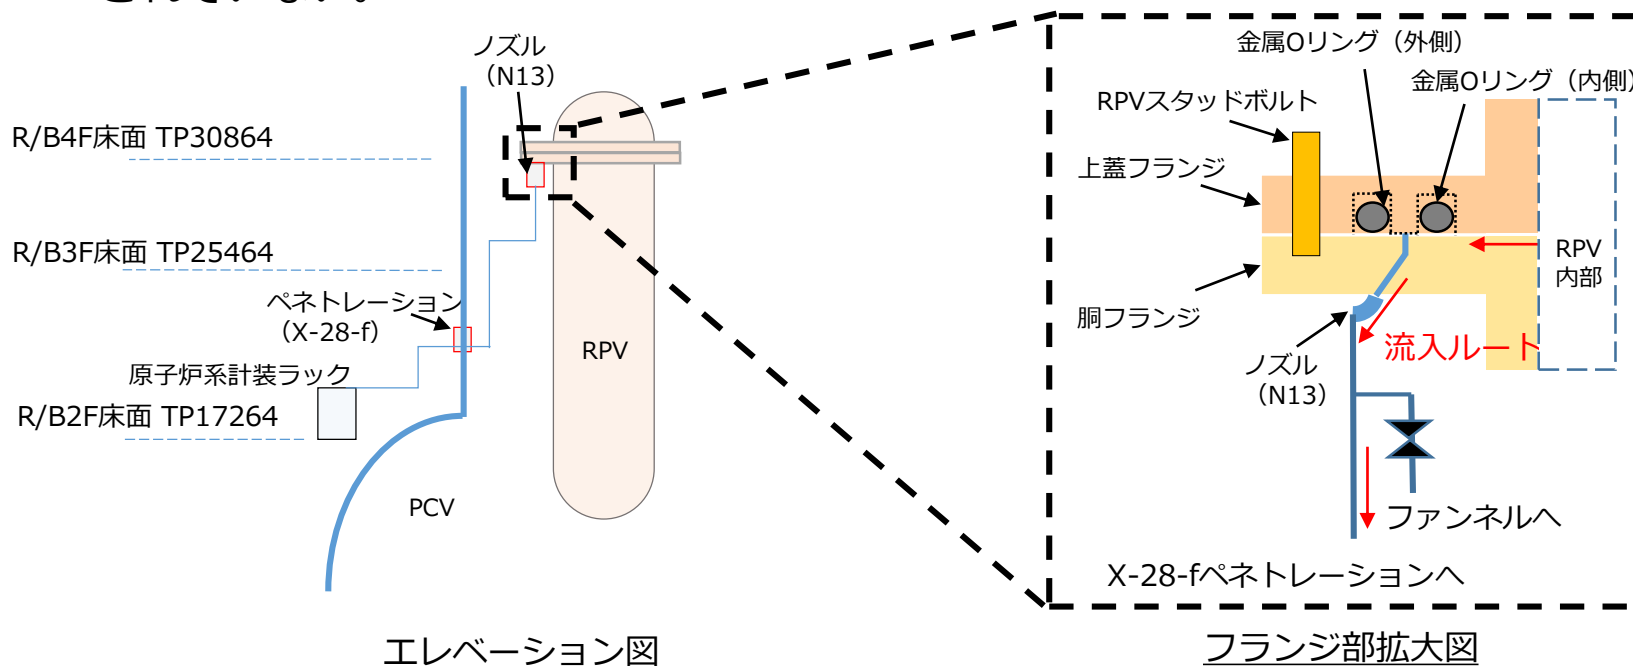 ノズル
（N13）
R/B4F床面 TP30864
R/B3F床面 TP25464
ペネトレーション
（X-28-f）
原子炉系計装ラック
R/B2F床面 TP17264
RPV
PCV
エレベーション図
金属Oリング（外側）
金属Oリング（内側）
RPVスタッドボルト
上蓋フランジ
RPV
内部
胴フランジ
流入ルート
ノズル
（N13）
ファンネルへ
X-28-fペネトレーションへ
フランジ部拡大図